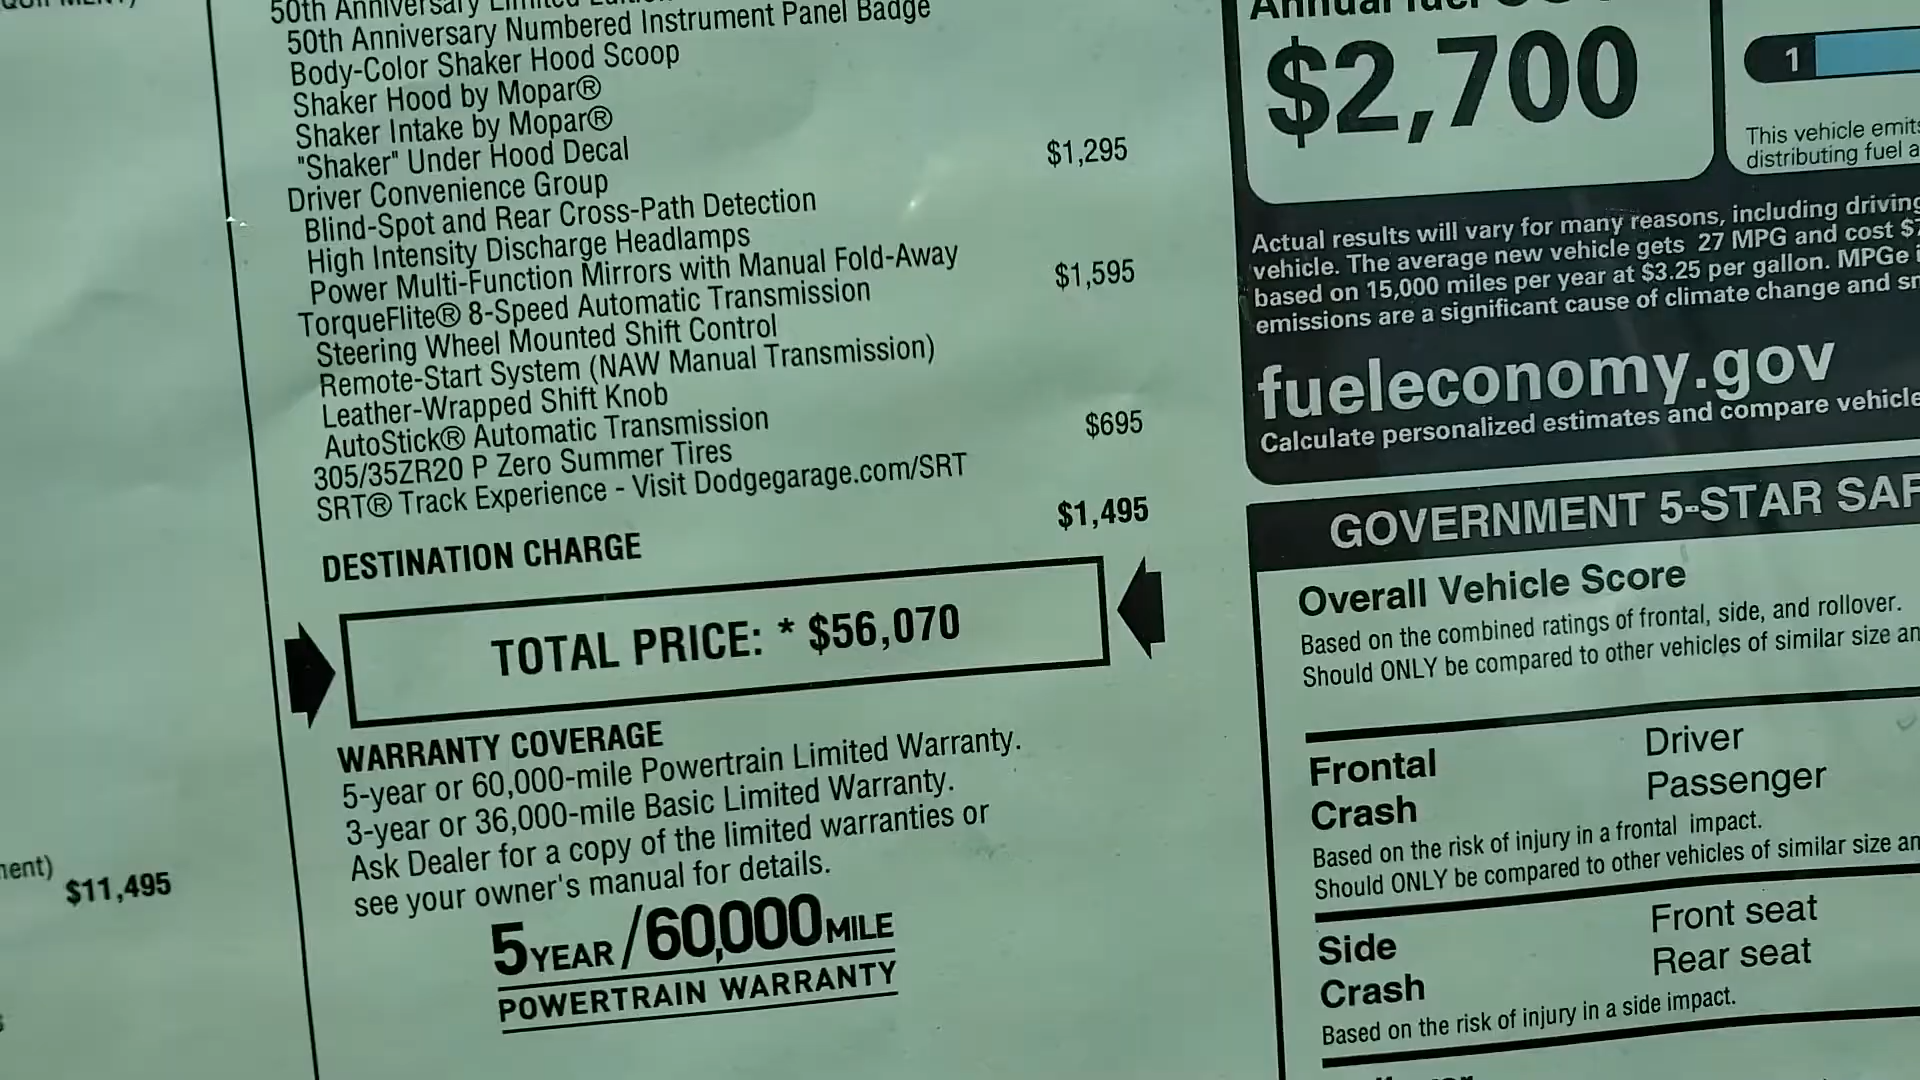 50th Anniversary Limited
50th Anniversary Numbered Instrument Panel Badge
Body-Color Shaker Hood Scoop
Shaker Hood by Mopar®
Shaker Intake by Mopar®
"Shaker" Under Hood Decal
Driver Convenience Group $1,295
Blind-Spot and Rear Cross-Path Detection
High Intensity Discharge Headlamps
Power Multi-Function Mirrors with Manual Fold-Away
TorqueFlite® 8-Speed Automatic Transmission $1,595
Steering Wheel Mounted Shift Control
Remote-Start System (NAW Manual Transmission)
Leather-Wrapped Shift Knob
AutoStick® Automatic Transmission
305/35ZR20 P Zero Summer Tires $695
SRT® Track Experience - Visit Dodgegarage.com/SRT
DESTINATION CHARGE $1,495
TOTAL PRICE: * $56,070
WARRANTY COVERAGE
5-year or 60,000-mile Powertrain Limited Warranty.
3-year or 36,000-mile Basic Limited Warranty.
Ask Dealer for a copy of the limited warranties or
see your owner's manual for details.
5 YEAR / 60,000 MILE
POWERTRAIN WARRANTY
$11,495
Annual fuel
$2,700
1
This vehicle emits
distributing fuel a
Actual results will vary for many reasons, including driving
vehicle. The average new vehicle gets 27 MPG and cost $7
based on 15,000 miles per year at $3.25 per gallon. MPGe i
emissions are a significant cause of climate change and sm
fueleconomy.gov
Calculate personalized estimates and compare vehicle
GOVERNMENT 5-STAR SAF
Overall Vehicle Score
Based on the combined ratings of frontal, side, and rollover.
Should ONLY be compared to other vehicles of similar size an
Frontal Driver
Crash Passenger
Based on the risk of injury in a frontal impact.
Should ONLY be compared to other vehicles of similar size an
Side Front seat
Crash Rear seat
Based on the risk of injury in a side impact.